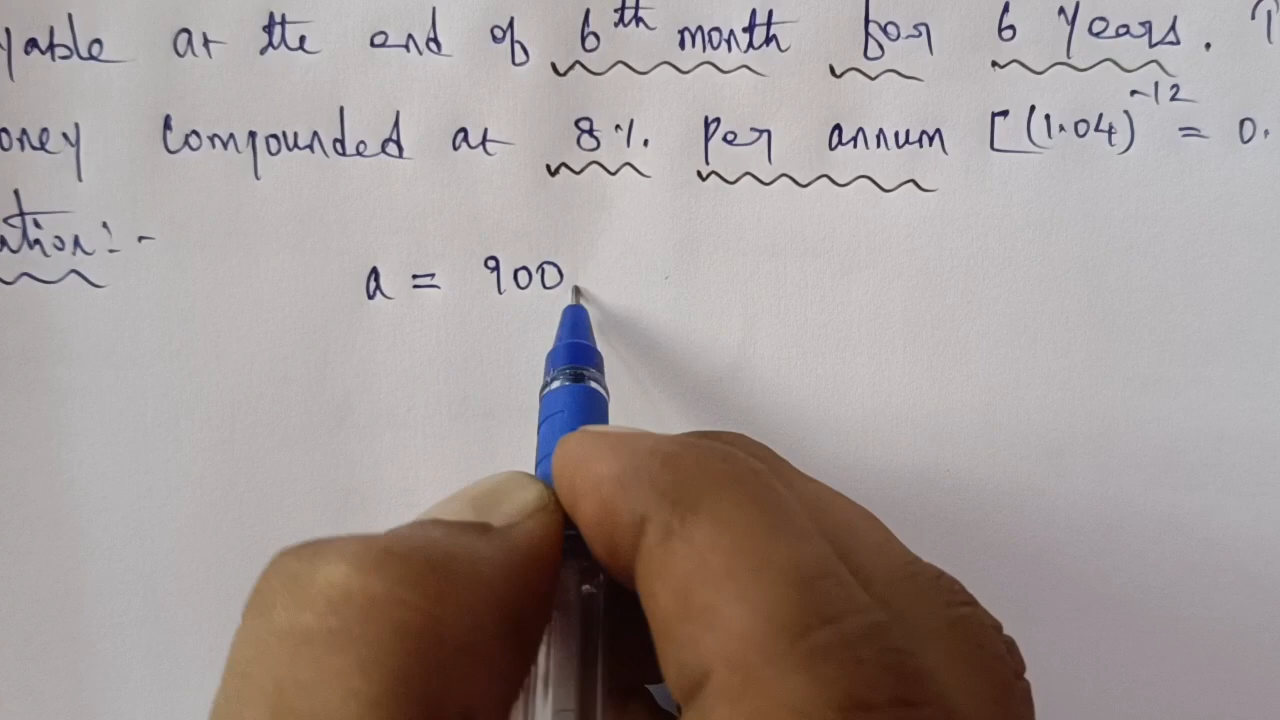 yable at the end of 6th month for 6 years.
oney compounded at 8%. per annum [(1.04)^-12 = 0.
ation:-
a = 900